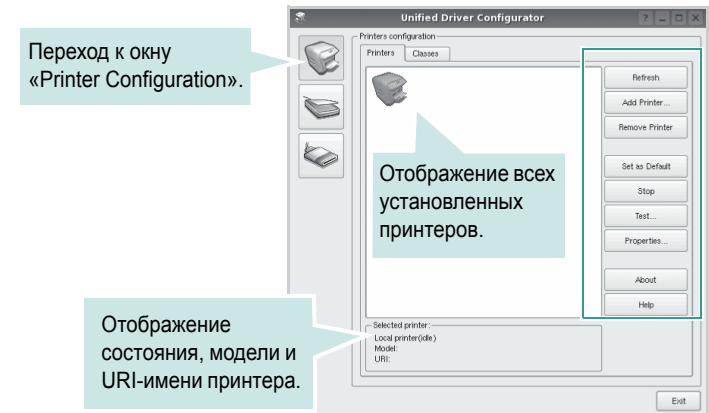 Unified Driver Configurator
Переход к окну
«Printer Configuration».
Printers configuration
Printers
Classes
Refresh
Add Printer...
Remove Printer
Set as Default
Stop
Test...
Properties...
About
Help
Отображение всех
установленных
принтеров.
Отображение
состояния, модели и
URI-имени принтера.
Selected printer:
Local printer(idle)
Model:
URI:
Exit